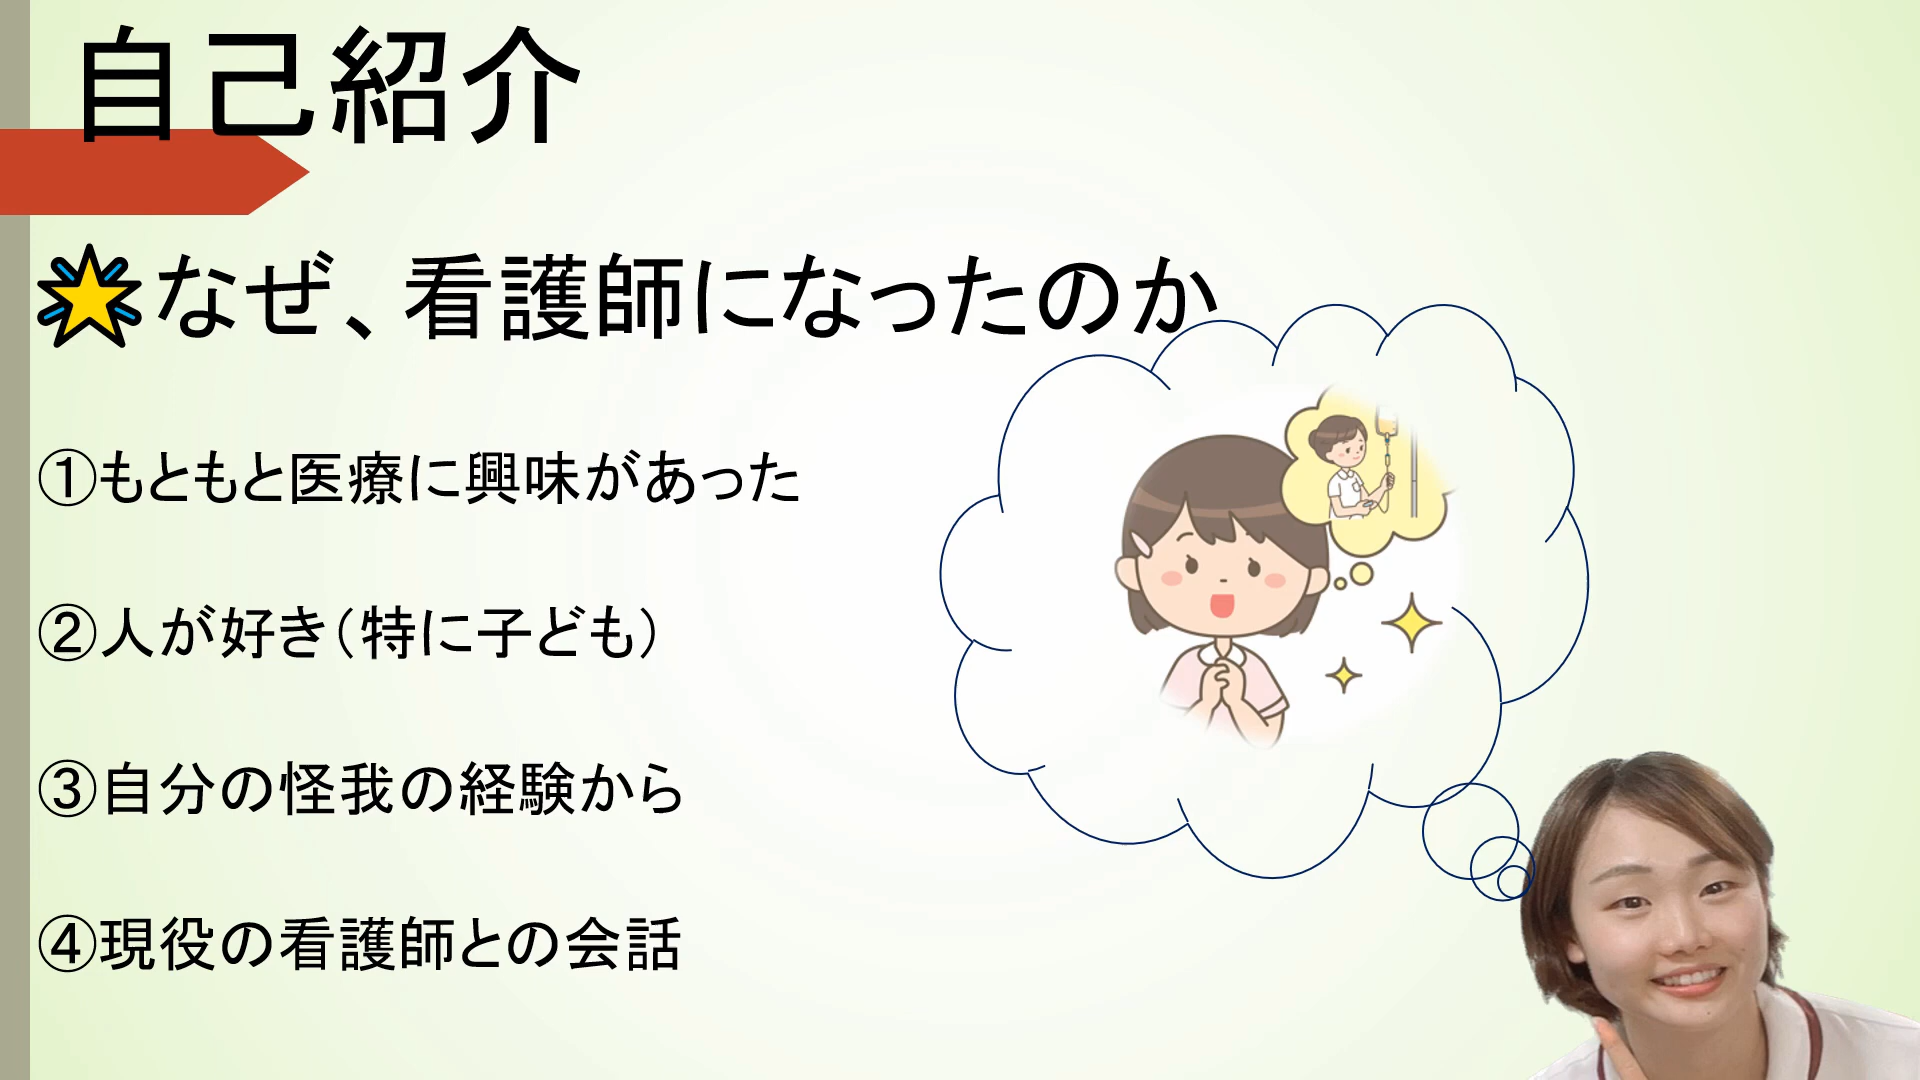 自己紹介
なぜ、看護師になったのか
①もともと医療に興味があった
②人が好き（特に子ども）
③自分の怪我の経験から
④現役の看護師との会話